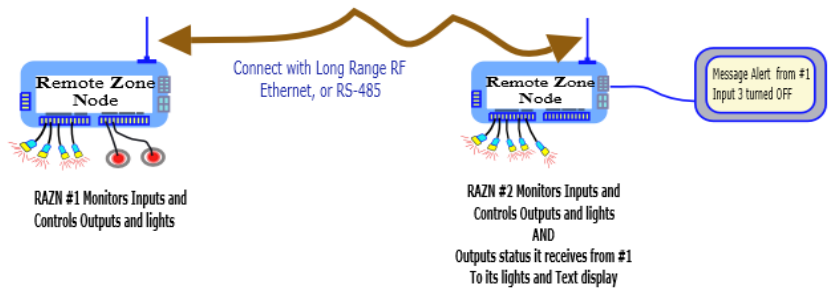 Remote Zone
Node
Connect with Long Range RF
Ethernet, or RS-485
Remote Zone
Node
Message Alert from #1
Input 3 turned OFF
RAZN #1 Monitors Inputs and
Controls Outputs and lights
RAZN #2 Monitors Inputs and
Controls Outputs and lights
AND
Outputs status it receives from #1
To its lights and Text display